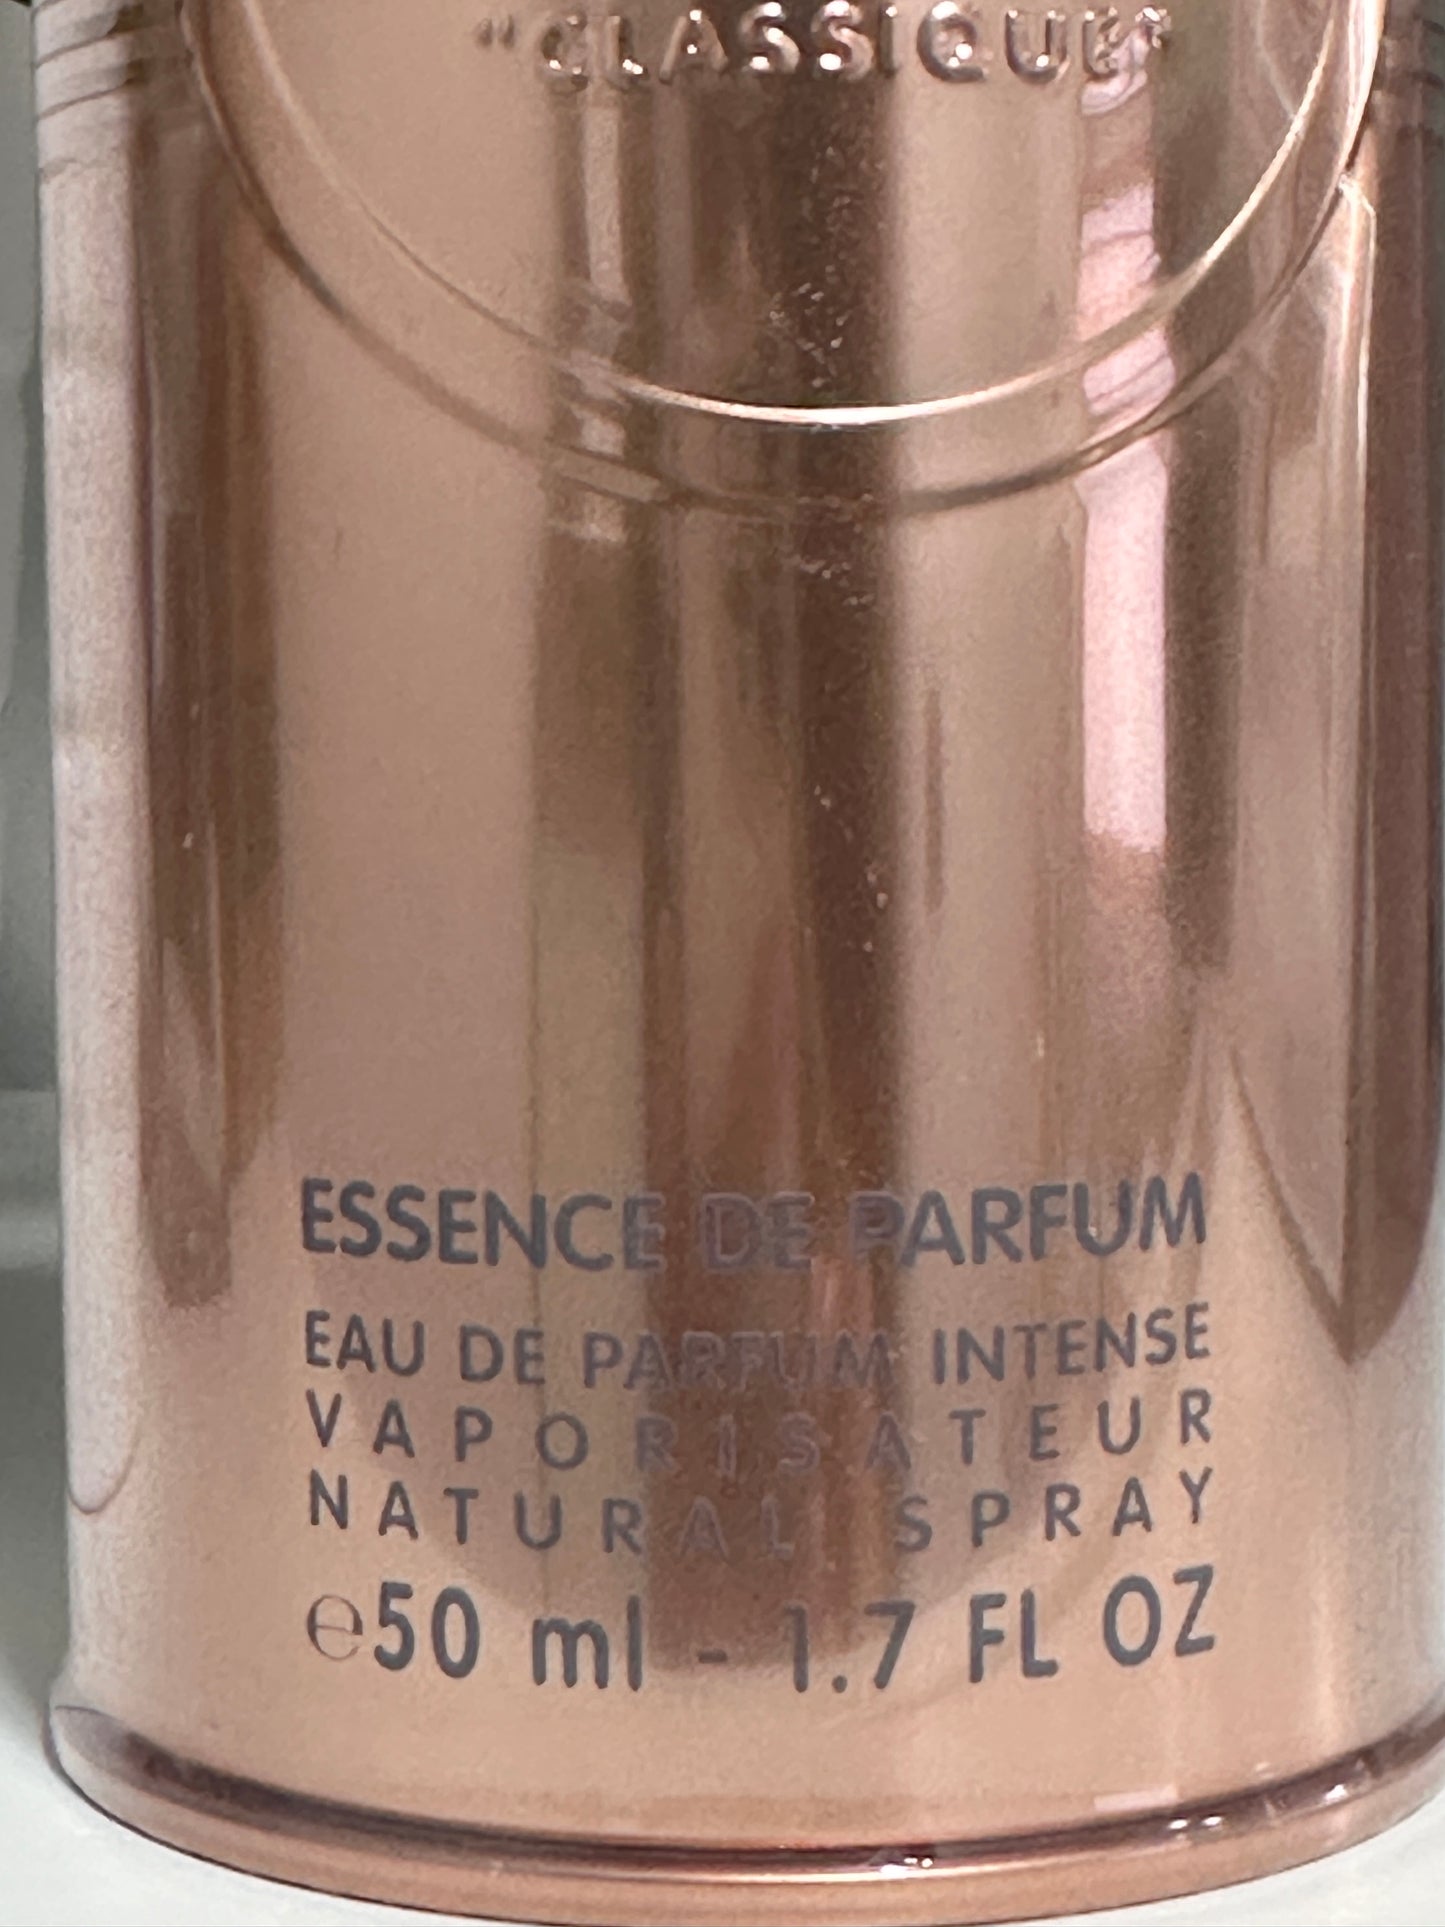 "CLASSIQUE"
ESSENCE DE PARFUM
EAU DE PARFUM INTENSE
VAPORISATEUR
NATURAL SPRAY
℮50 ml - 1.7 FL OZ